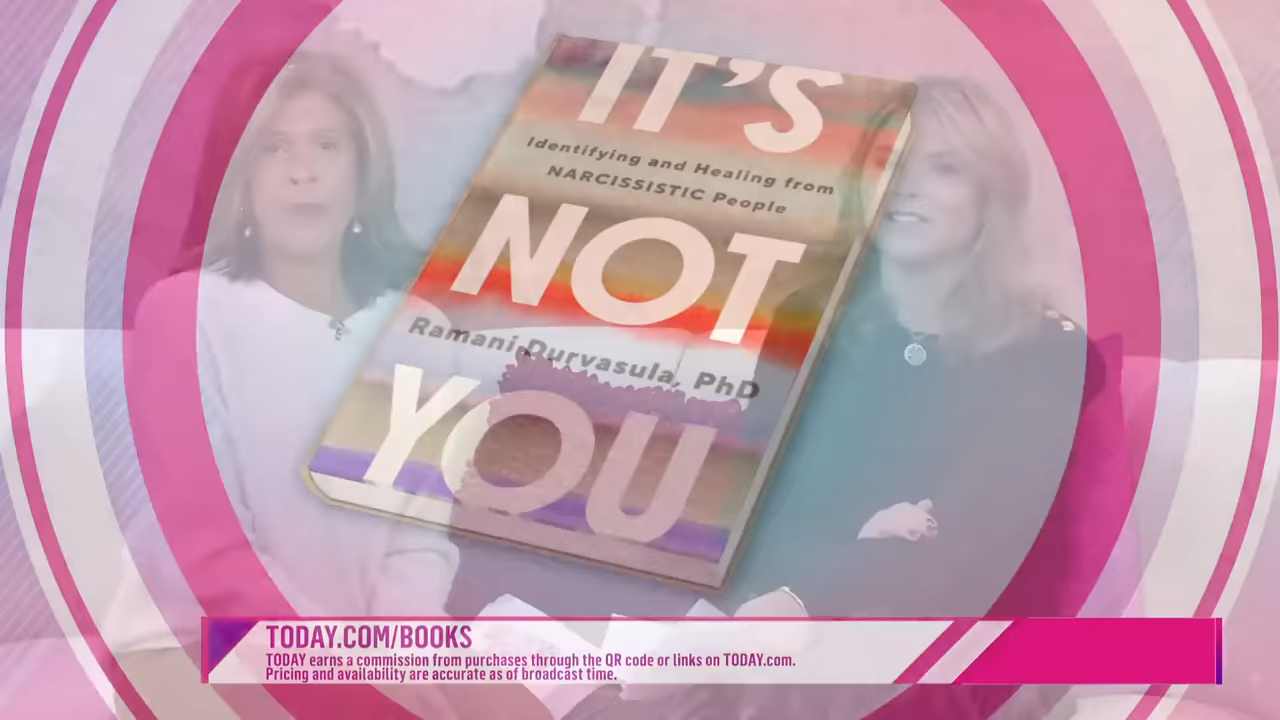 IT'S
Identifying and Healing from
NARCISSISTIC People
NOT
Ramani Durvasula, PhD
YOU
TODAY.COM/BOOKS
TODAY earns a commission from purchases through the QR code or links on TODAY.com.
Pricing and availability are accurate as of broadcast time.